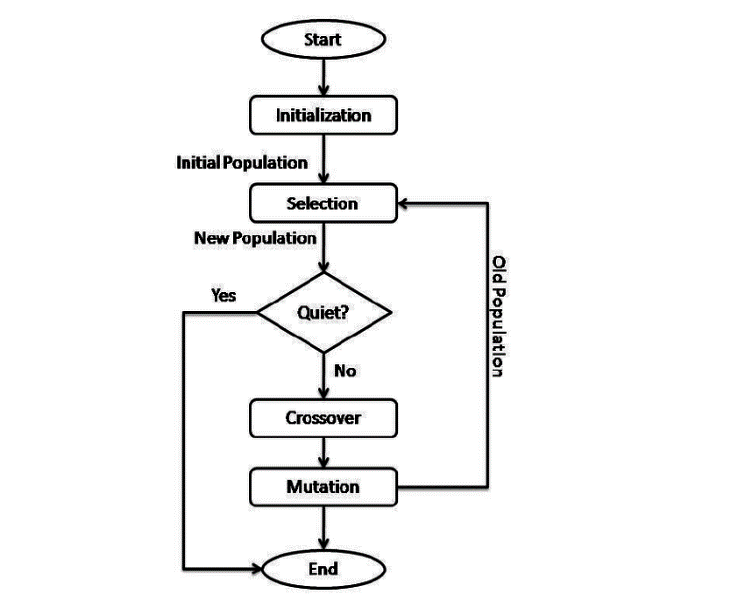 Start
Initialization
Initial Population
Selection
New Population
Yes
Quiet?
Old Population
No
Crossover
Mutation
End